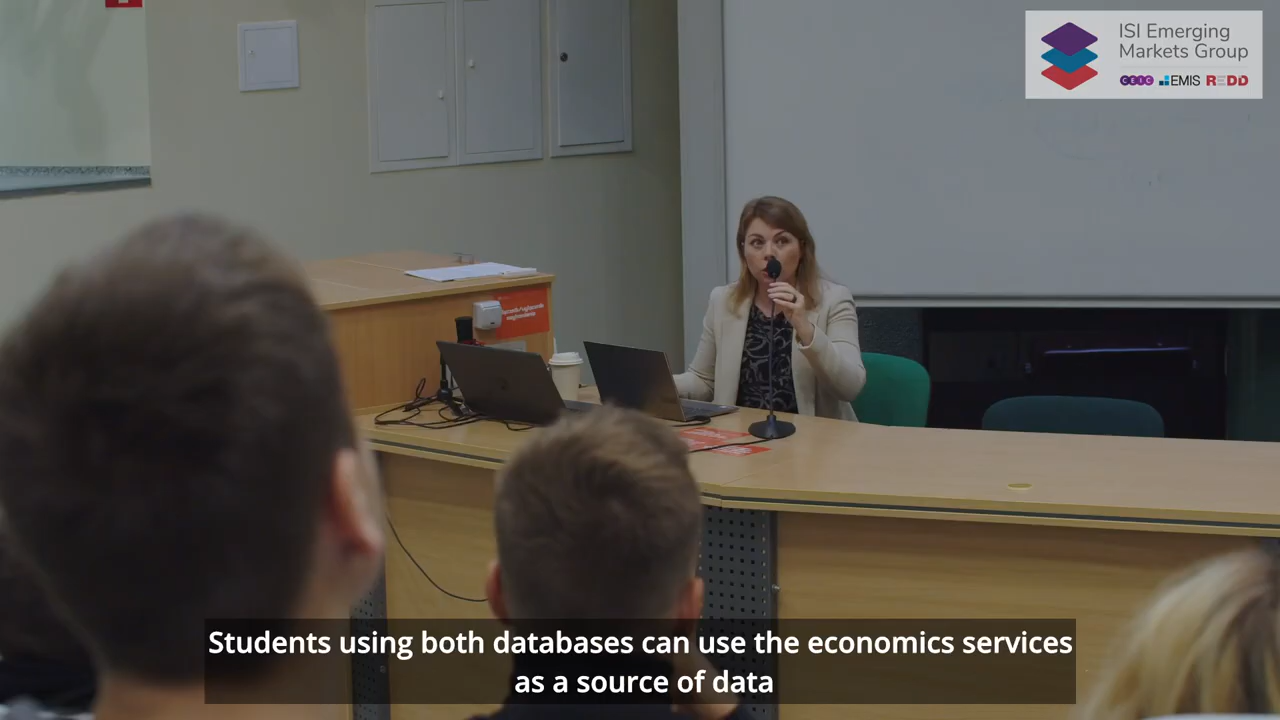 ISI Emerging
Markets Group
CEIC EMIS REDD
Students using both databases can use the economics services
as a source of data